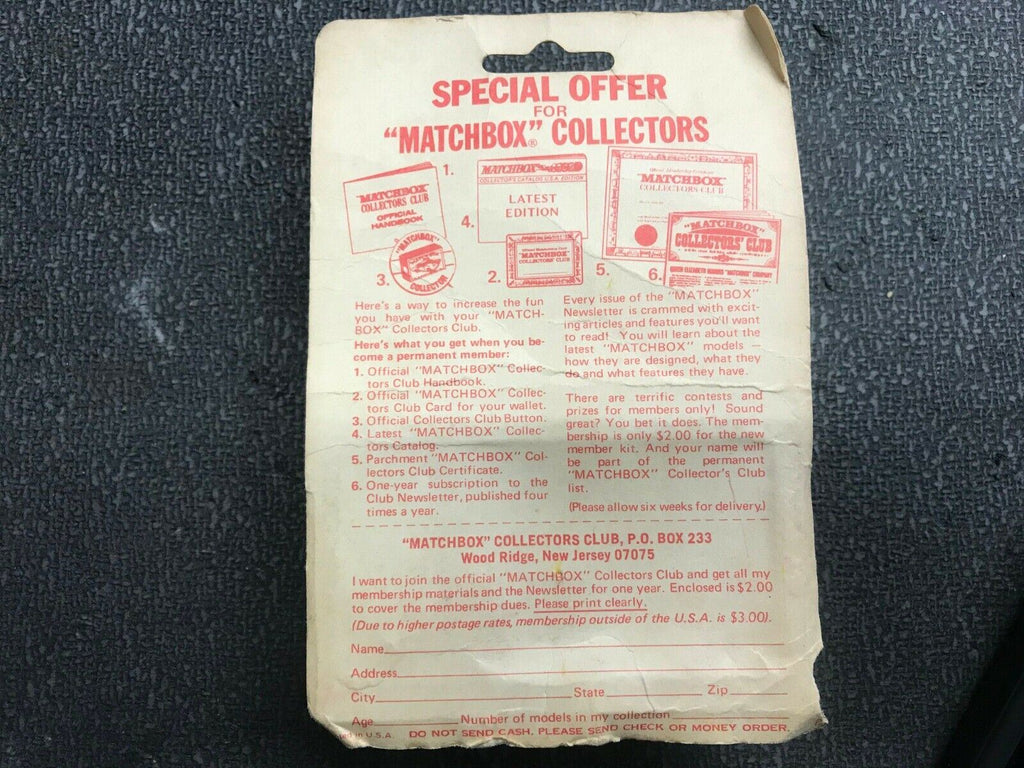 SPECIAL OFFER
FOR
"MATCHBOX"® COLLECTORS
1.
"MATCHBOX"
COLLECTORS CLUB
OFFICIAL
HANDBOOK
MATCHBOX
COLLECTOR'S CATALOG U.S.A. EDITION
LATEST
EDITION
4.
Official Membership Certificate
"MATCHBOX"
COLLECTORS CLUB
"MATCHBOX"
COLLECTORS' CLUB
3.
"MATCHBOX"
COLLECTOR
2.
"MATCHBOX"
COLLECTORS' CLUB
5.
6.
Here's a way to increase the fun
you have with your "MATCH-
BOX" Collectors Club.
Here's what you get when you be-
come a permanent member:
1. Official "MATCHBOX" Collec-
tors Club Handbook.
2. Official "MATCHBOX" Collec-
tors Club Card for your wallet.
3. Official Collectors Club Button.
4. Latest "MATCHBOX" Collec-
tors Catalog.
5. Parchment "MATCHBOX" Col-
lectors Club Certificate.
6. One-year subscription to the
Club Newsletter, published four
times a year.
Every issue of the "MATCHBOX"
Newsletter is crammed with excit-
ing articles and features you'll want
to read! You will learn about the
latest "MATCHBOX" models —
how they are designed, what they
do and what features they have.
There are terrific contests and
prizes for members only! Sound
great? You bet it does. The mem-
bership is only $2.00 for the new
member kit. And your name will
be part of the permanent
"MATCHBOX" Collector's Club
list.
(Please allow six weeks for delivery.)
"MATCHBOX" COLLECTORS CLUB, P.O. BOX 233
Wood Ridge, New Jersey 07075
I want to join the official "MATCHBOX" Collectors Club and get all my
membership materials and the Newsletter for one year. Enclosed is $2.00
to cover the membership dues. Please print clearly.
(Due to higher postage rates, membership outside of the U.S.A. is $3.00).
Name
Address
City State Zip
Age Number of models in my collection
in U.S.A. DO NOT SEND CASH, PLEASE SEND CHECK OR MONEY ORDER.